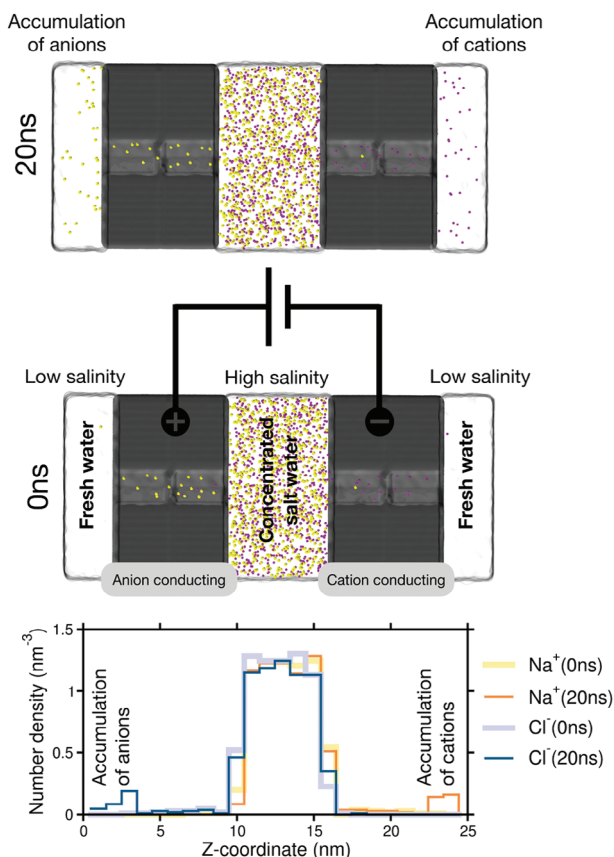 Accumulation
of anions
Accumulation
of cations
20ns
Low salinity
High salinity
Low salinity
+
−
0ns
Fresh water
Concentrated
salt water
Fresh water
Anion conducting
Cation conducting
Number density (nm⁻³)
1.5
1
0.5
0
Accumulation
of anions
Accumulation
of cations
0
5
10
15
20
25
Z-coordinate (nm)
Na⁺(0ns)
Na⁺(20ns)
Cl⁻(0ns)
Cl⁻(20ns)